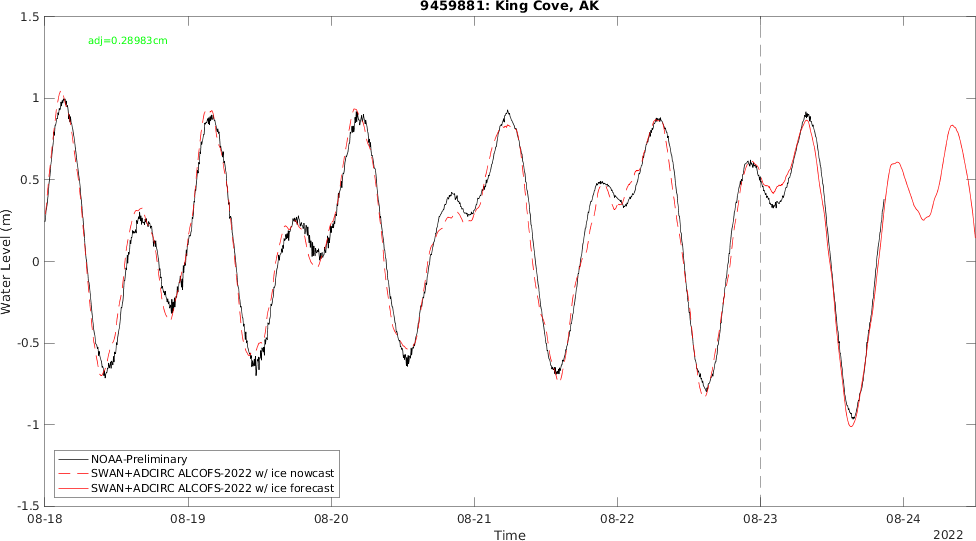 9459881: King Cove, AK
adj=0.28983cm
1.5
1
0.5
0
-0.5
-1
-1.5
Water Level (m)
NOAA-Preliminary
SWAN+ADCIRC ALCOFS-2022 w/ ice nowcast
SWAN+ADCIRC ALCOFS-2022 w/ ice forecast
08-18 08-19 08-20 08-21 08-22 08-23 08-24
Time
2022